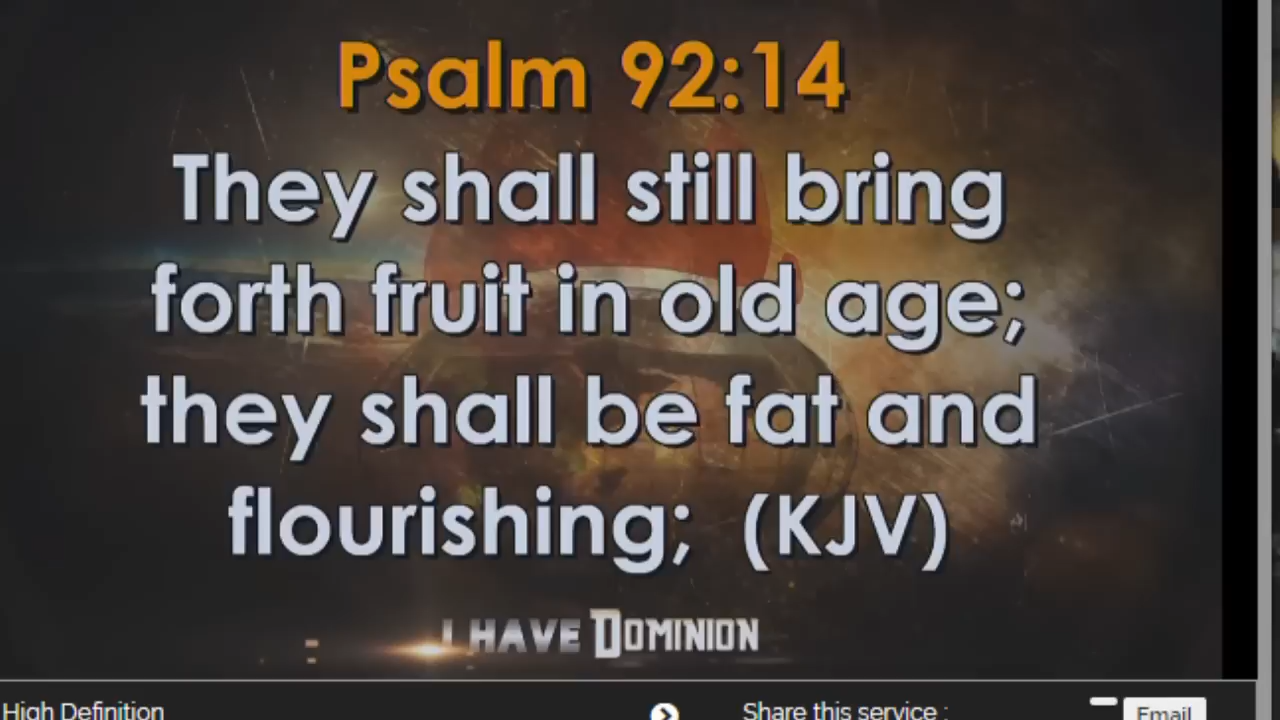 Psalm 92:14
They shall still bring
forth fruit in old age;
they shall be fat and
flourishing; (KJV)
I HAVE DOMINION
High Definition
Share this service :
Email